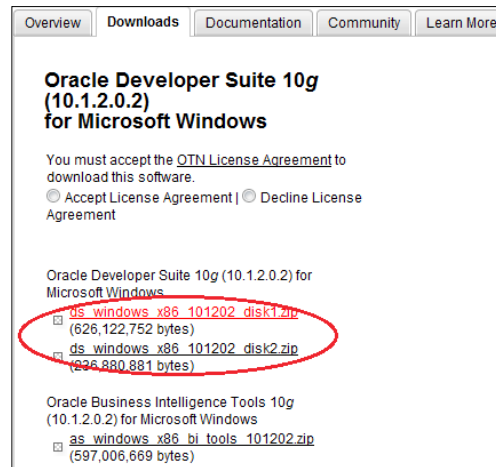 Overview Downloads Documentation Community Learn More
Oracle Developer Suite 10g
(10.1.2.0.2)
for Microsoft Windows
You must accept the OTN License Agreement to
download this software.
Accept License Agreement | Decline License
Agreement
Oracle Developer Suite 10g (10.1.2.0.2) for
Microsoft Windows
ds_windows_x86_101202_disk1.zip
(626,122,752 bytes)
ds_windows_x86_101202_disk2.zip
(236,880,881 bytes)
Oracle Business Intelligence Tools 10g
(10.1.2.0.2) for Microsoft Windows
as_windows_x86_bi_tools_101202.zip
(597,006,669 bytes)